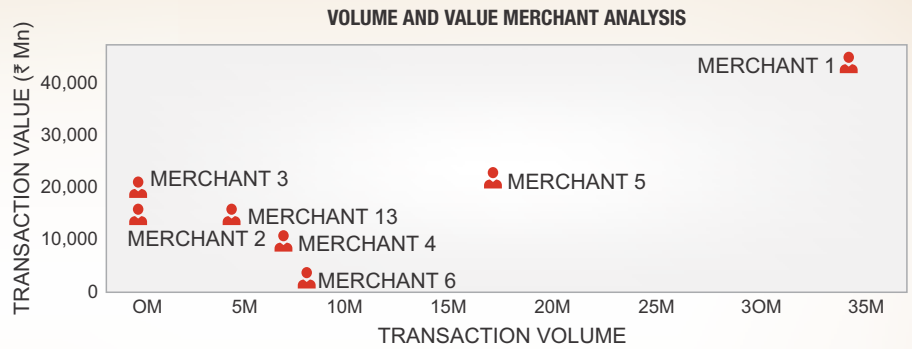 VOLUME AND VALUE MERCHANT ANALYSIS
TRANSACTION VALUE (₹ Mn)
40,000
30,000
20,000
10,000
0
MERCHANT 1
MERCHANT 3
MERCHANT 5
MERCHANT 13
MERCHANT 2
MERCHANT 4
MERCHANT 6
OM 5M 10M 15M 20M 25M 3OM 35M
TRANSACTION VOLUME